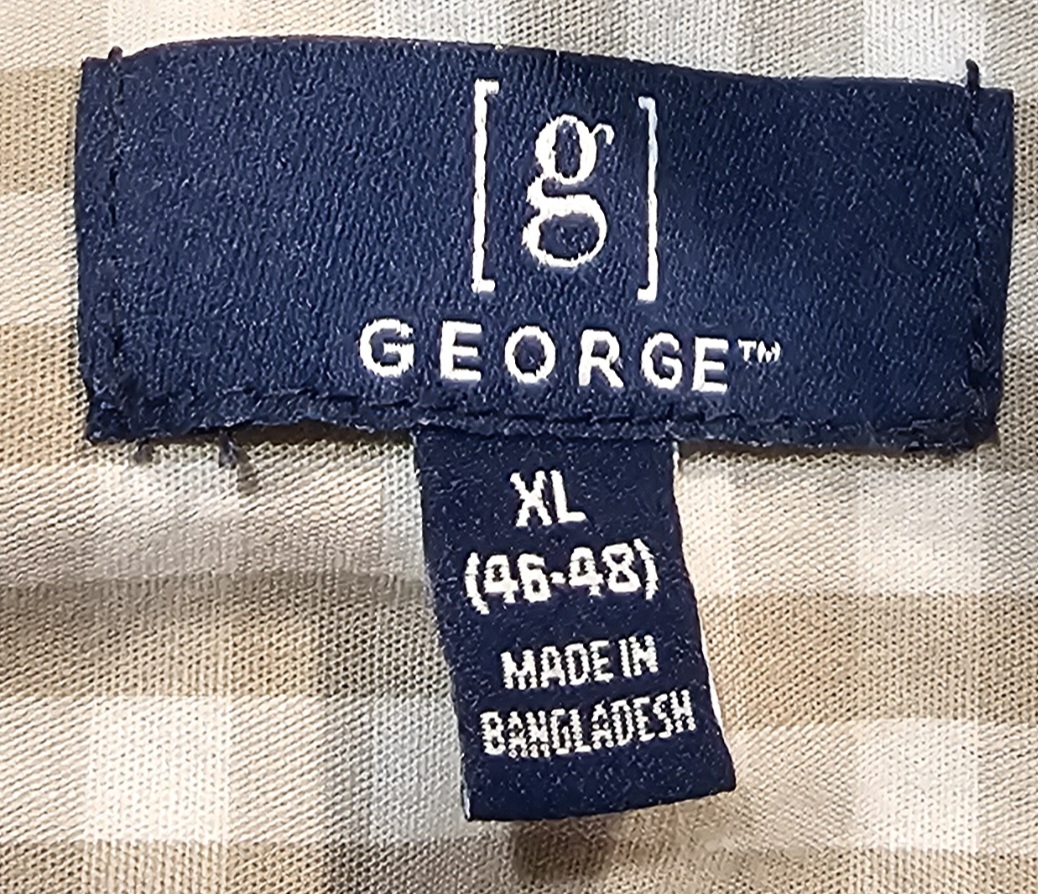 [g]
GEORGE™
XL
(46-48)
MADE IN
BANGLADESH